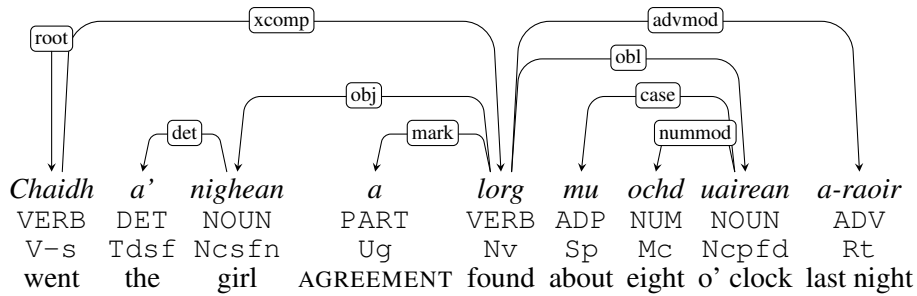 xcomp advmod
root
obl
obj case
det mark nummod
Chaidh a' nighean a lorg mu ochd uairean a-raoir
VERB DET NOUN PART VERB ADP NUM NOUN ADV
V-s Tdsf Ncsfn Ug Nv Sp Mc Ncpfd Rt
went the girl AGREEMENT found about eight o' clock last night